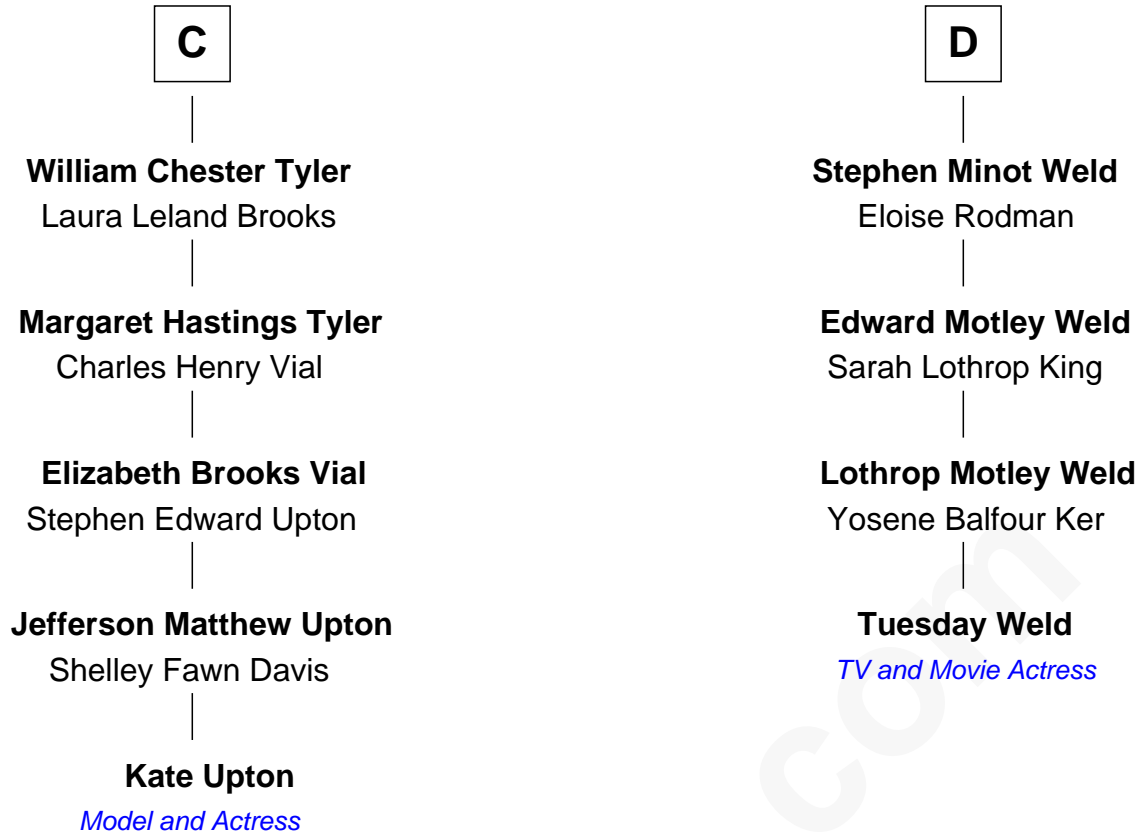 C
William Chester Tyler
Laura Leland Brooks
Margaret Hastings Tyler
Charles Henry Vial
Elizabeth Brooks Vial
Stephen Edward Upton
Jefferson Matthew Upton
Shelley Fawn Davis
Kate Upton
Model and Actress
D
Stephen Minot Weld
Eloise Rodman
Edward Motley Weld
Sarah Lothrop King
Lothrop Motley Weld
Yosene Balfour Ker
Tuesday Weld
TV and Movie Actress
com